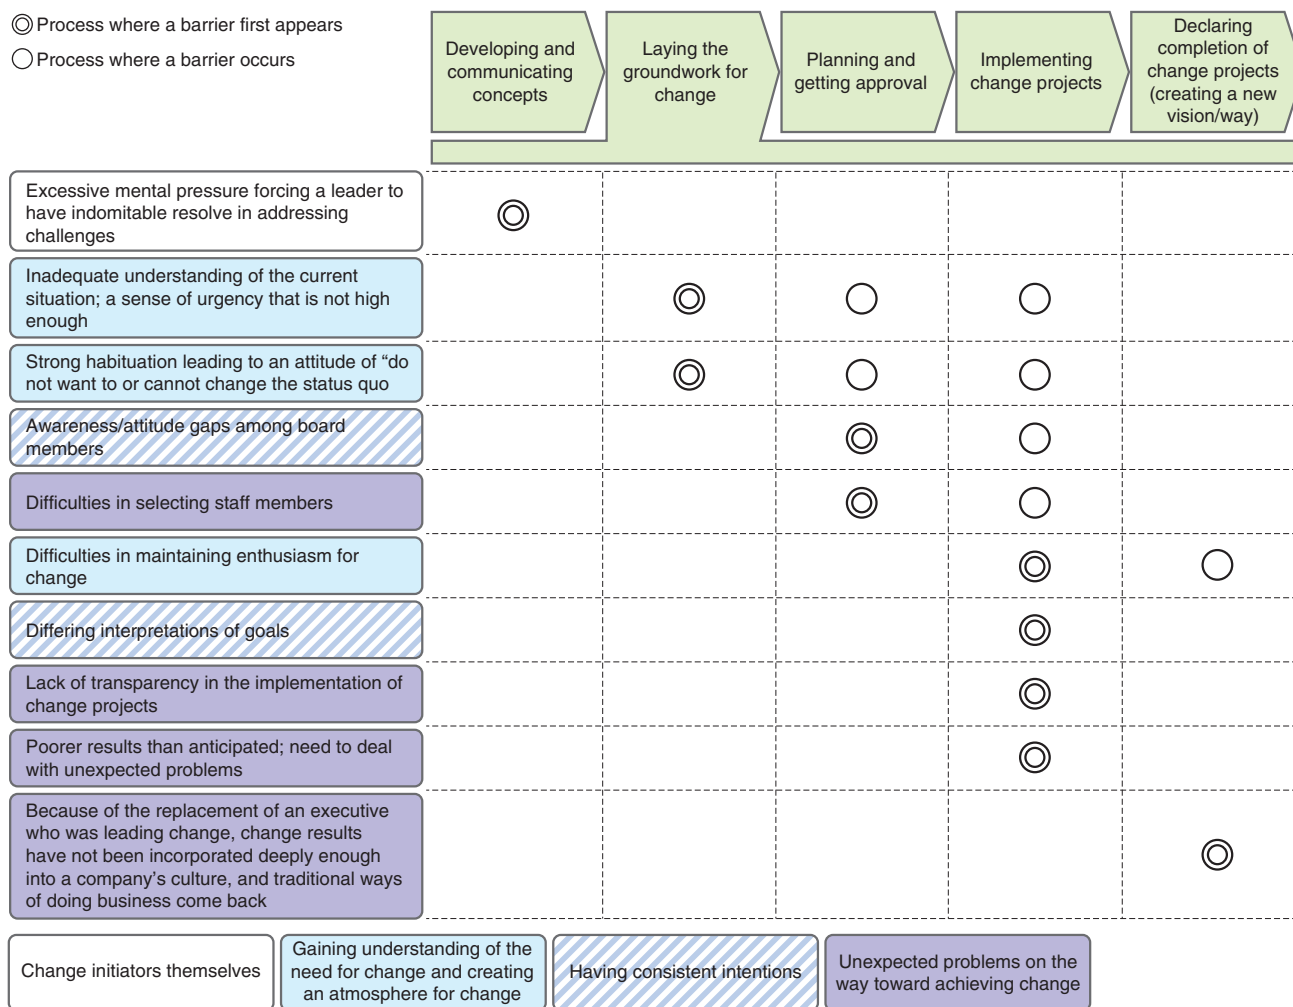 Process where a barrier first appears
Process where a barrier occurs
Developing and
communicating
concepts
Laying the
groundwork for
change
Planning and
getting approval
Implementing
change projects
Declaring
completion of
change projects
(creating a new
vision/way)
Excessive mental pressure forcing a leader to
have indomitable resolve in addressing
challenges
Inadequate understanding of the current
situation; a sense of urgency that is not high
enough
Strong habituation leading to an attitude of “do
not want to or cannot change the status quo
Awareness/attitude gaps among board
members
Difficulties in selecting staff members
Difficulties in maintaining enthusiasm for
change
Differing interpretations of goals
Lack of transparency in the implementation of
change projects
Poorer results than anticipated; need to deal
with unexpected problems
Because of the replacement of an executive
who was leading change, change results
have not been incorporated deeply enough
into a company’s culture, and traditional ways
of doing business come back
Change initiators themselves
Gaining understanding of the
need for change and creating
an atmosphere for change
Having consistent intentions
Unexpected problems on the
way toward achieving change